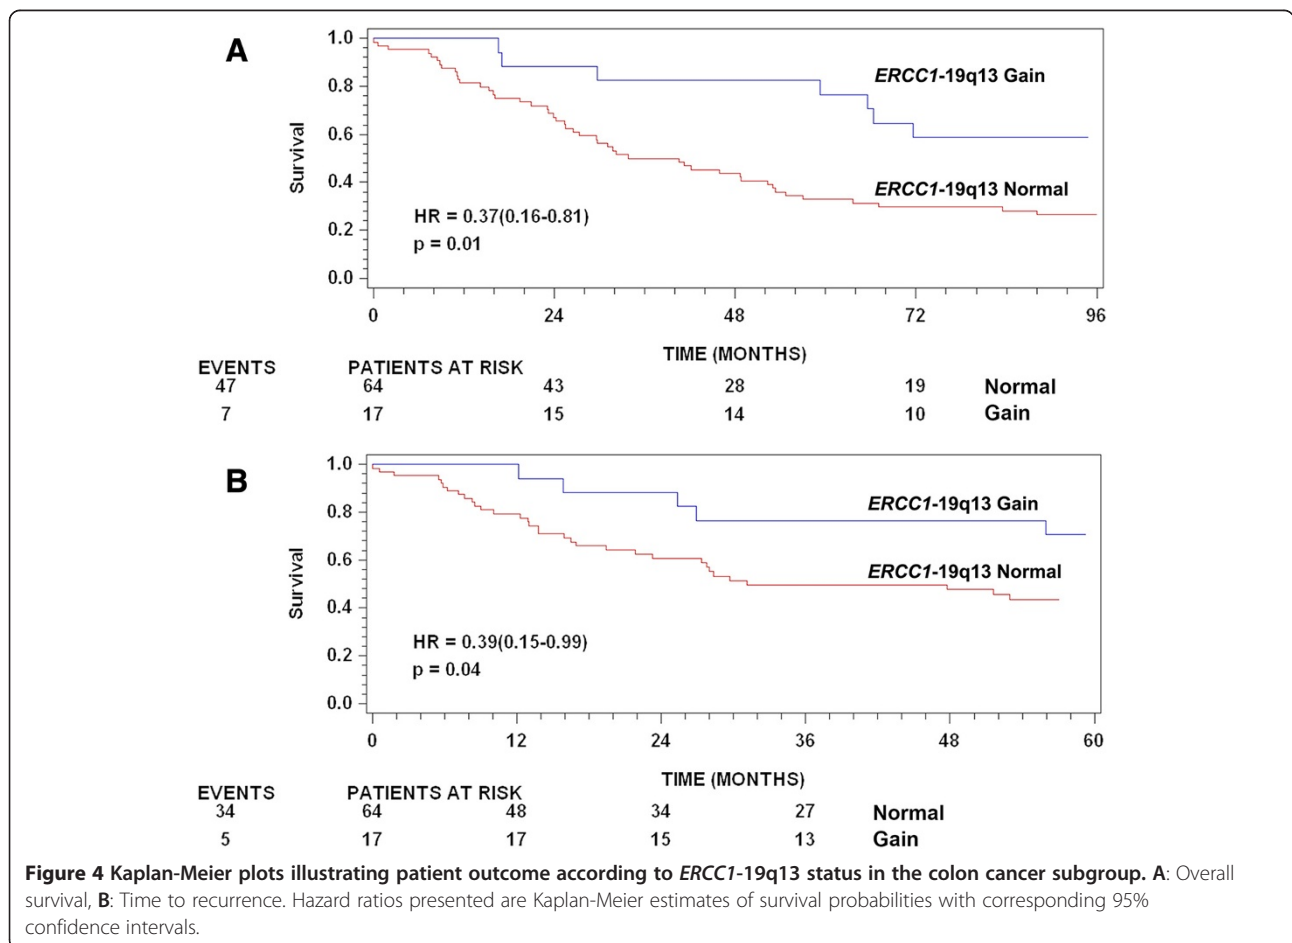 A
1.0
0.8
0.6
0.4
0.2
0.0
Survival
ERCC1-19q13 Gain
ERCC1-19q13 Normal
HR = 0.37(0.16-0.81)
p = 0.01
0 24 48 72 96
TIME (MONTHS)
EVENTS PATIENTS AT RISK
47 64 43 28 19 Normal
7 17 15 14 10 Gain
B
1.0
0.8
0.6
0.4
0.2
0.0
Survival
ERCC1-19q13 Gain
ERCC1-19q13 Normal
HR = 0.39(0.15-0.99)
p = 0.04
0 12 24 36 48 60
TIME (MONTHS)
EVENTS PATIENTS AT RISK
34 64 48 34 27 Normal
5 17 17 15 13 Gain
Figure 4 Kaplan-Meier plots illustrating patient outcome according to ERCC1-19q13 status in the colon cancer subgroup. A: Overall
survival, B: Time to recurrence. Hazard ratios presented are Kaplan-Meier estimates of survival probabilities with corresponding 95%
confidence intervals.